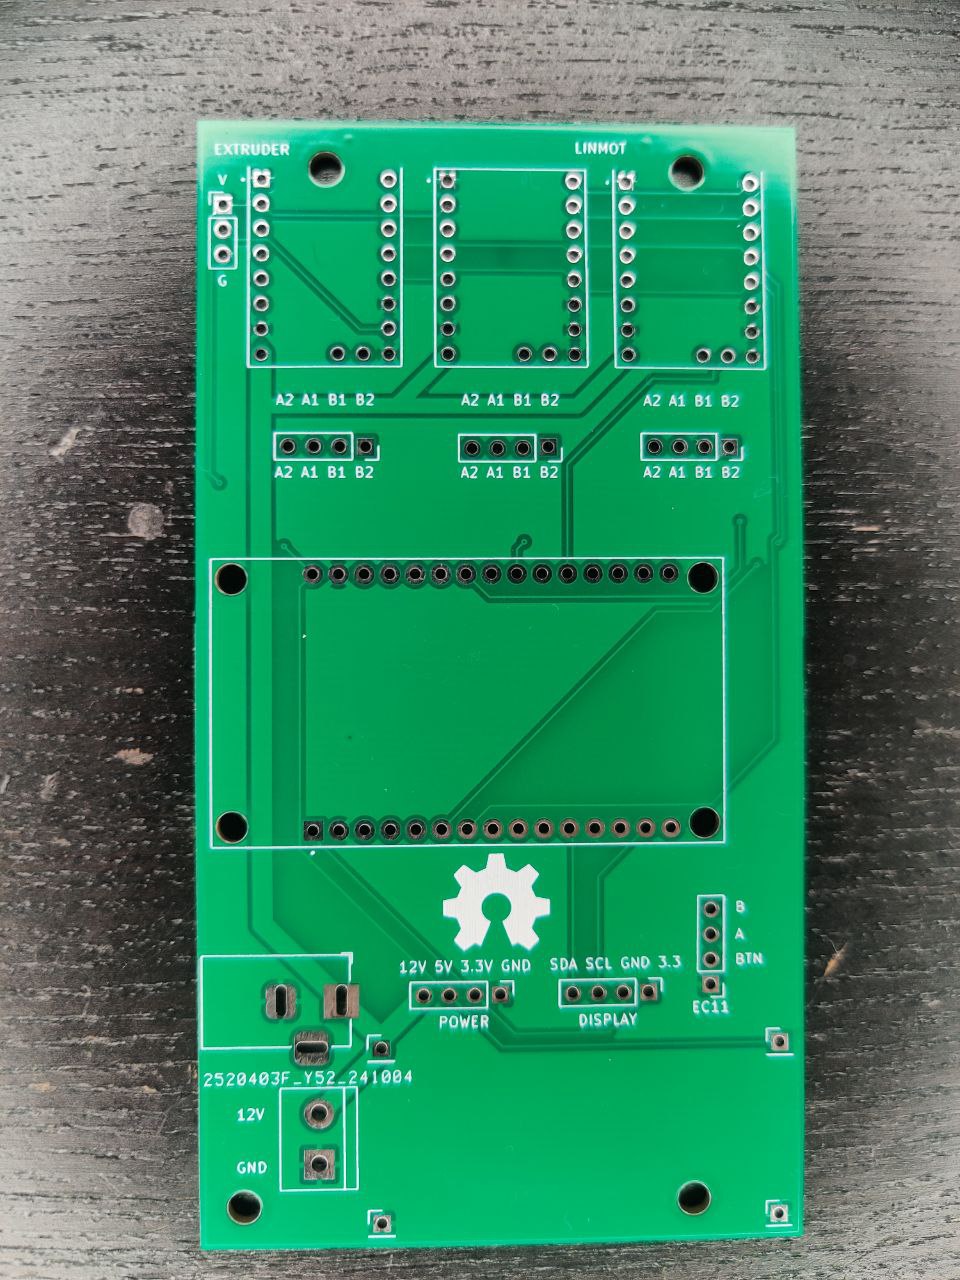 EXTRUDER
LINMOT
V
G
A2 A1 B1 B2
A2 A1 B1 B2
A2 A1 B1 B2
A2 A1 B1 B2
A2 A1 B1 B2
A2 A1 B1 B2
B
A
BTN
EC11
12V 5V 3.3V GND
POWER
SDA SCL GND 3.3
DISPLAY
2520403F_Y52_241004
12V
GND